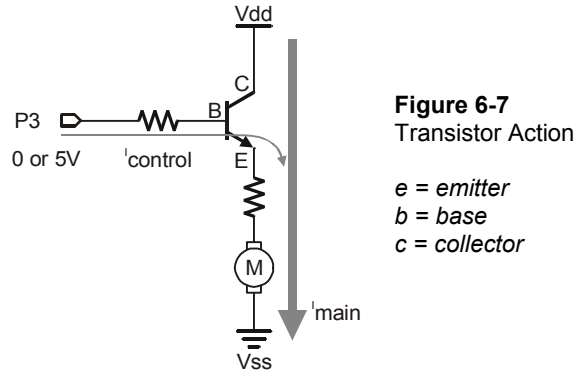 Vdd
C
B
P3
E
0 or 5V
Icontrol
M
Imain
Vss
Figure 6-7
Transistor Action
e = emitter
b = base
c = collector